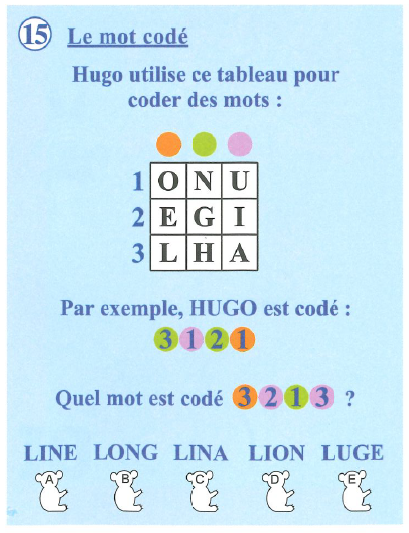 15 Le mot codé
Hugo utilise ce tableau pour
coder des mots :
1 O N U
2 E G I
3 L H A
Par exemple, HUGO est codé :
3 1 2 1
Quel mot est codé 3 2 1 3 ?
LINE LONG LINA LION LUGE
A B C D E